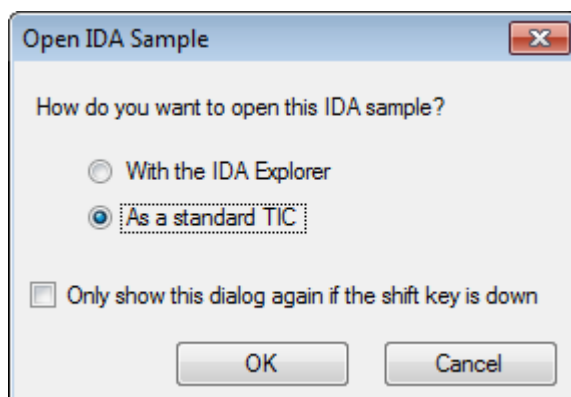 Open IDA Sample
How do you want to open this IDA sample?
With the IDA Explorer
As a standard TIC
Only show this dialog again if the shift key is down
OK
Cancel